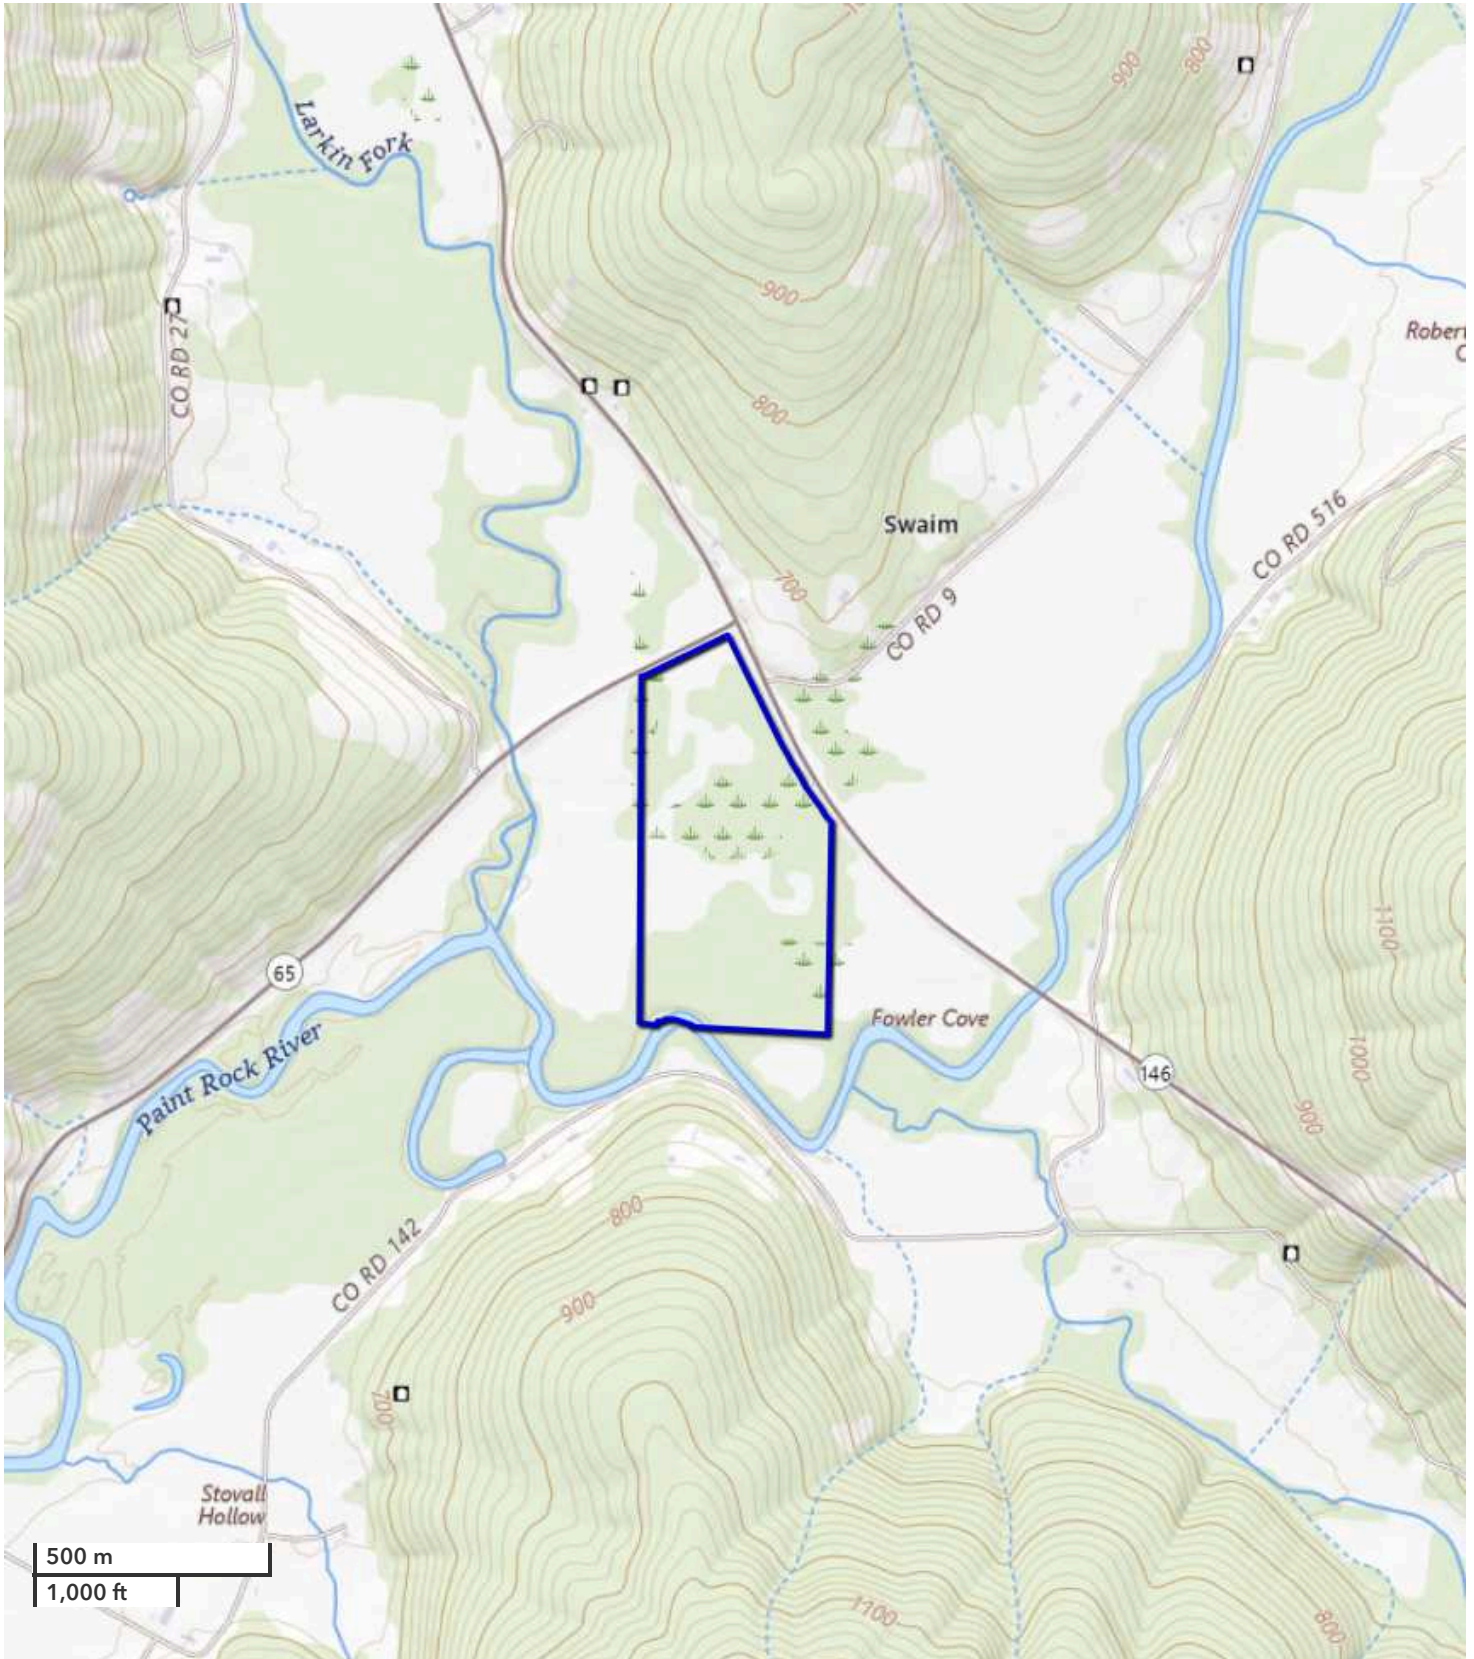 900
800
Larkin Fork
900
CO RD 27
Robert
C
800
Swaim
CO RD 516
700
CO RD 9
1100
65
Fowler Cove
Paint Rock River
1000
146
900
800
CO RD 142
900
700
Stovall
Hollow
500 m
1,000 ft
1100
800